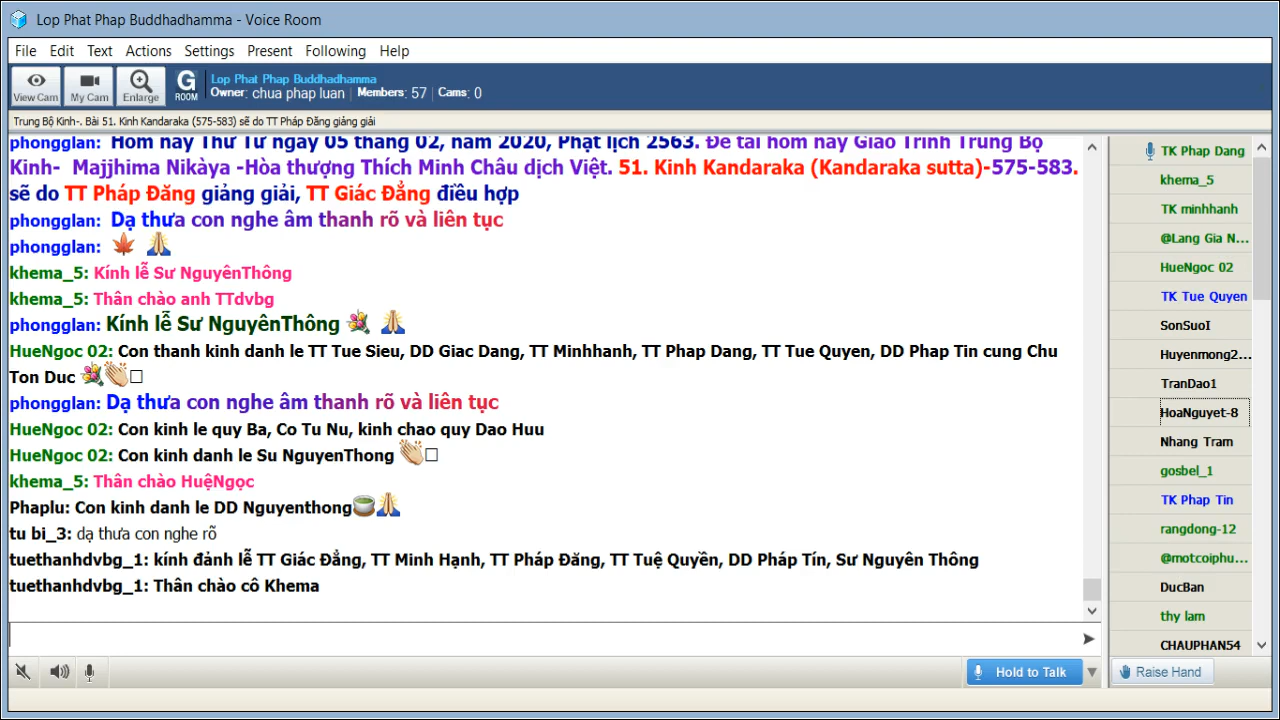 Lop Phat Phap Buddhadhamma - Voice Room
File Edit Text Actions Settings Present Following Help
View Cam My Cam Enlarge G ROOM
Lop Phat Phap Buddhadhamma
Owner: chua phap luan Members: 57 Cams: 0
Trung Bộ Kinh-. Bài 51. Kinh Kandaraka (575-583) sẽ do TT Pháp Đăng giảng giải
phongglan: Hôm nay Thứ Tư ngày 05 tháng 02, năm 2020, Phật lịch 2563. Đề tài hôm nay Giáo Trình Trung Bộ
Kinh- Majjhima Nikàya -Hòa thượng Thích Minh Châu dịch Việt. 51. Kinh Kandaraka (Kandaraka sutta)-575-583.
sẽ do TT Pháp Đăng giảng giải, TT Giác Đẳng điều hợp
phongglan: Dạ thưa con nghe âm thanh rõ và liên tục
phongglan: 🍁 🙏
khema_5: Kính lễ Sư NguyênThông
khema_5: Thân chào anh TTdvbg
phongglan: Kính lễ Sư NguyênThông 💐 🙏
HueNgoc 02: Con thanh kinh danh le TT Tue Sieu, DD Giac Dang, TT Minhhanh, TT Phap Dang, TT Tue Quyen, DD Phap Tin cung Chu
Ton Duc 💐👏□
phongglan: Dạ thưa con nghe âm thanh rõ và liên tục
HueNgoc 02: Con kinh le quy Ba, Co Tu Nu, kinh chao quy Dao Huu
HueNgoc 02: Con kinh danh le Su NguyenThong 👏□
khema_5: Thân chào HuệNgọc
Phaplu: Con kinh danh le DD Nguyenthong🍵🙏
tu bi_3: dạ thưa con nghe rõ
tuethanhdvbg_1: kính đảnh lễ TT Giác Đẳng, TT Minh Hạnh, TT Pháp Đăng, TT Tuệ Quyền, DD Pháp Tín, Sư Nguyên Thông
tuethanhdvbg_1: Thân chào cô Khema
TK Phap Dang
khema_5
TK minhhanh
@Lang Gia N...
HueNgoc 02
TK Tue Quyen
SonSuoI
Huyenmong2...
TranDao1
HoaNguyet-8
Nhang Tram
gosbel_1
TK Phap Tin
rangdong-12
@motcoiphu...
DucBan
thy lam
CHAUPHAN54
Hold to Talk
Raise Hand